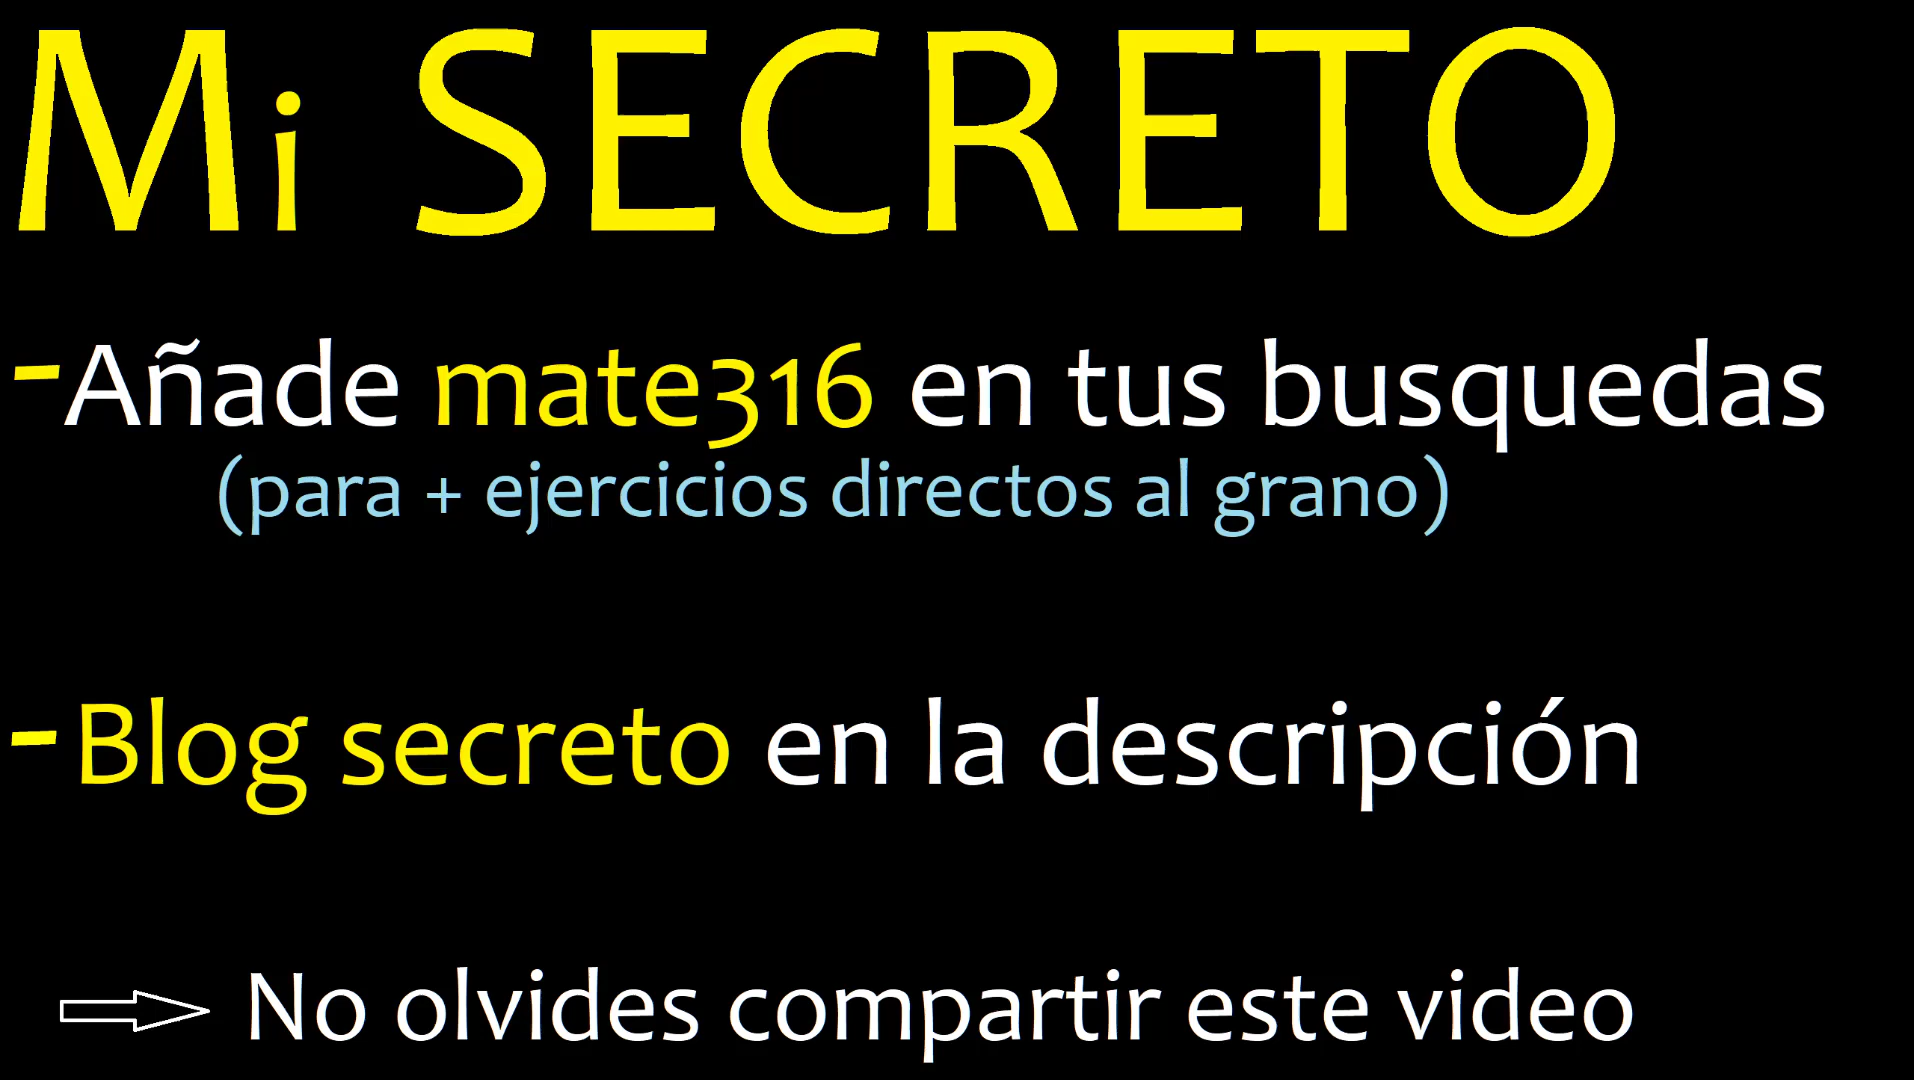 Mi SECRETO
-Añade mate316 en tus busquedas
(para + ejercicios directos al grano)
-Blog secreto en la descripción
No olvides compartir este video